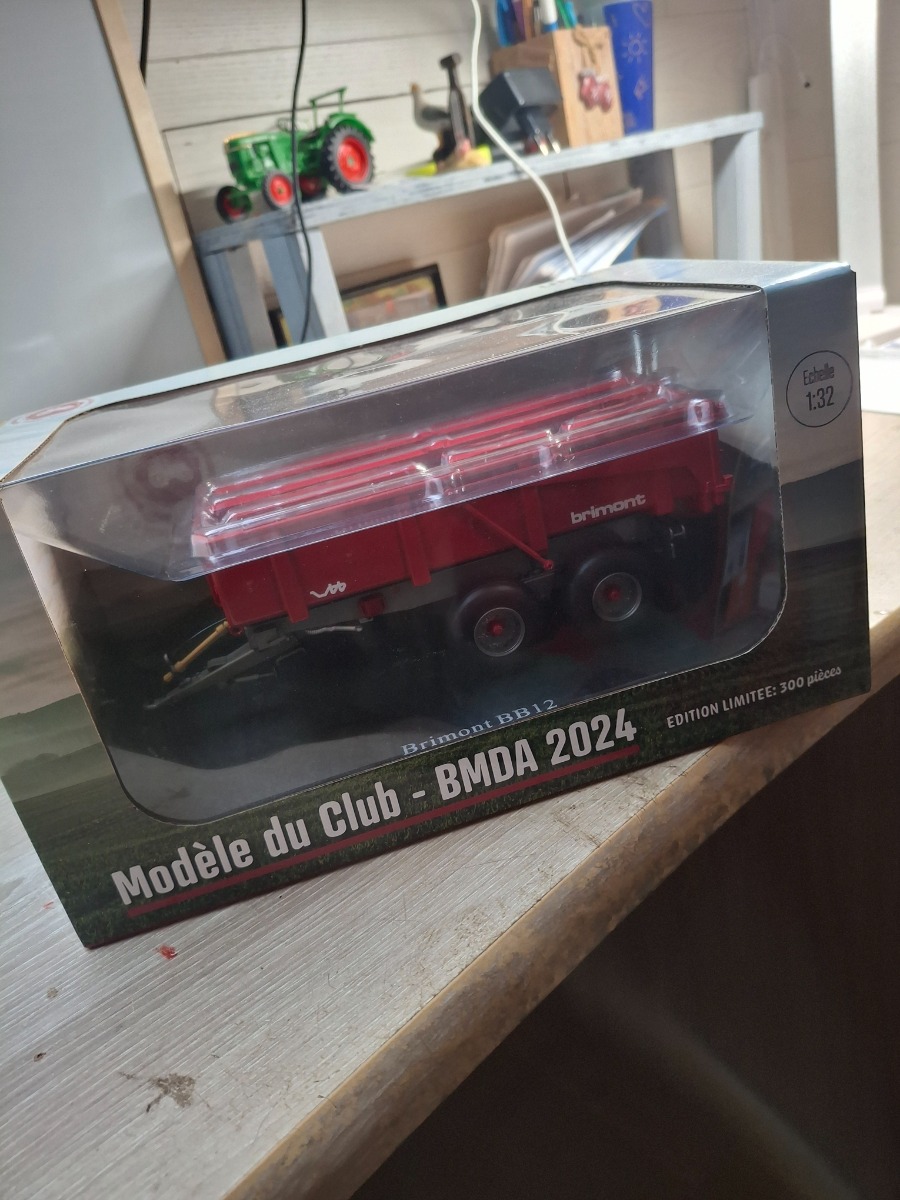 Echelle
1:32
brimont
Brimont BB12
Modèle du Club - BMDA 2024
EDITION LIMITEE: 300 pièces